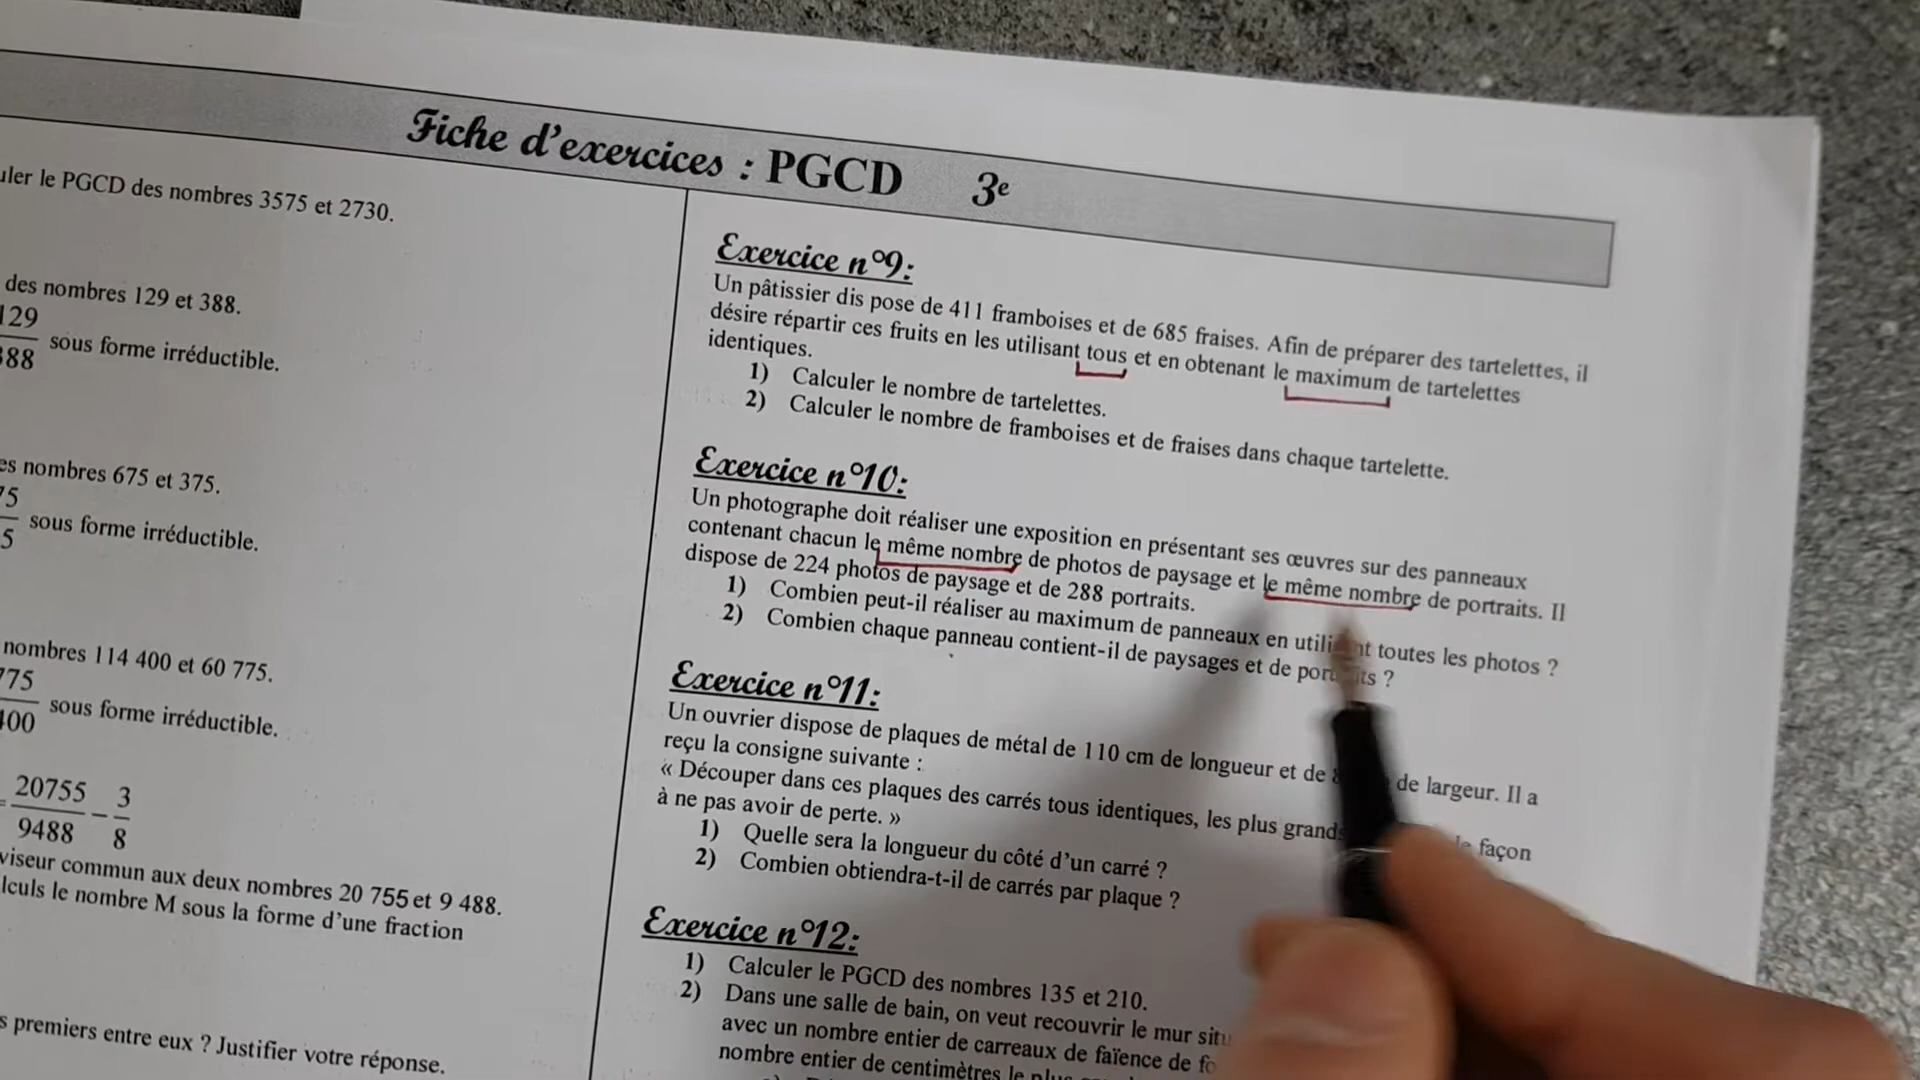 Fiche d'exercices : PGCD 3e
uler le PGCD des nombres 3575 et 2730.
des nombres 129 et 388.
129
388 sous forme irréductible.
es nombres 675 et 375.
75
5 sous forme irréductible.
nombres 114 400 et 60 775.
775
400 sous forme irréductible.
= 20755/9488 − 3/8
viseur commun aux deux nombres 20 755 et 9 488.
lculs le nombre M sous la forme d'une fraction
s premiers entre eux ? Justifier votre réponse.
Exercice n°9:
Un pâtissier dis pose de 411 framboises et de 685 fraises. Afin de préparer des tartelettes, il
désire répartir ces fruits en les utilisant tous et en obtenant le maximum de tartelettes
identiques.
1) Calculer le nombre de tartelettes.
2) Calculer le nombre de framboises et de fraises dans chaque tartelette.
Exercice n°10:
Un photographe doit réaliser une exposition en présentant ses œuvres sur des panneaux
contenant chacun le même nombre de photos de paysage et le même nombre de portraits. Il
dispose de 224 photos de paysage et de 288 portraits.
1) Combien peut-il réaliser au maximum de panneaux en utilisant toutes les photos ?
2) Combien chaque panneau contient-il de paysages et de portraits ?
Exercice n°11:
Un ouvrier dispose de plaques de métal de 110 cm de longueur et de de largeur. Il a
reçu la consigne suivante :
« Découper dans ces plaques des carrés tous identiques, les plus grands façon
à ne pas avoir de perte. »
1) Quelle sera la longueur du côté d'un carré ?
2) Combien obtiendra-t-il de carrés par plaque ?
Exercice n°12:
1) Calculer le PGCD des nombres 135 et 210.
2) Dans une salle de bain, on veut recouvrir le mur situ
avec un nombre entier de carreaux de faïence de fo
nombre entier de centimètres le plus